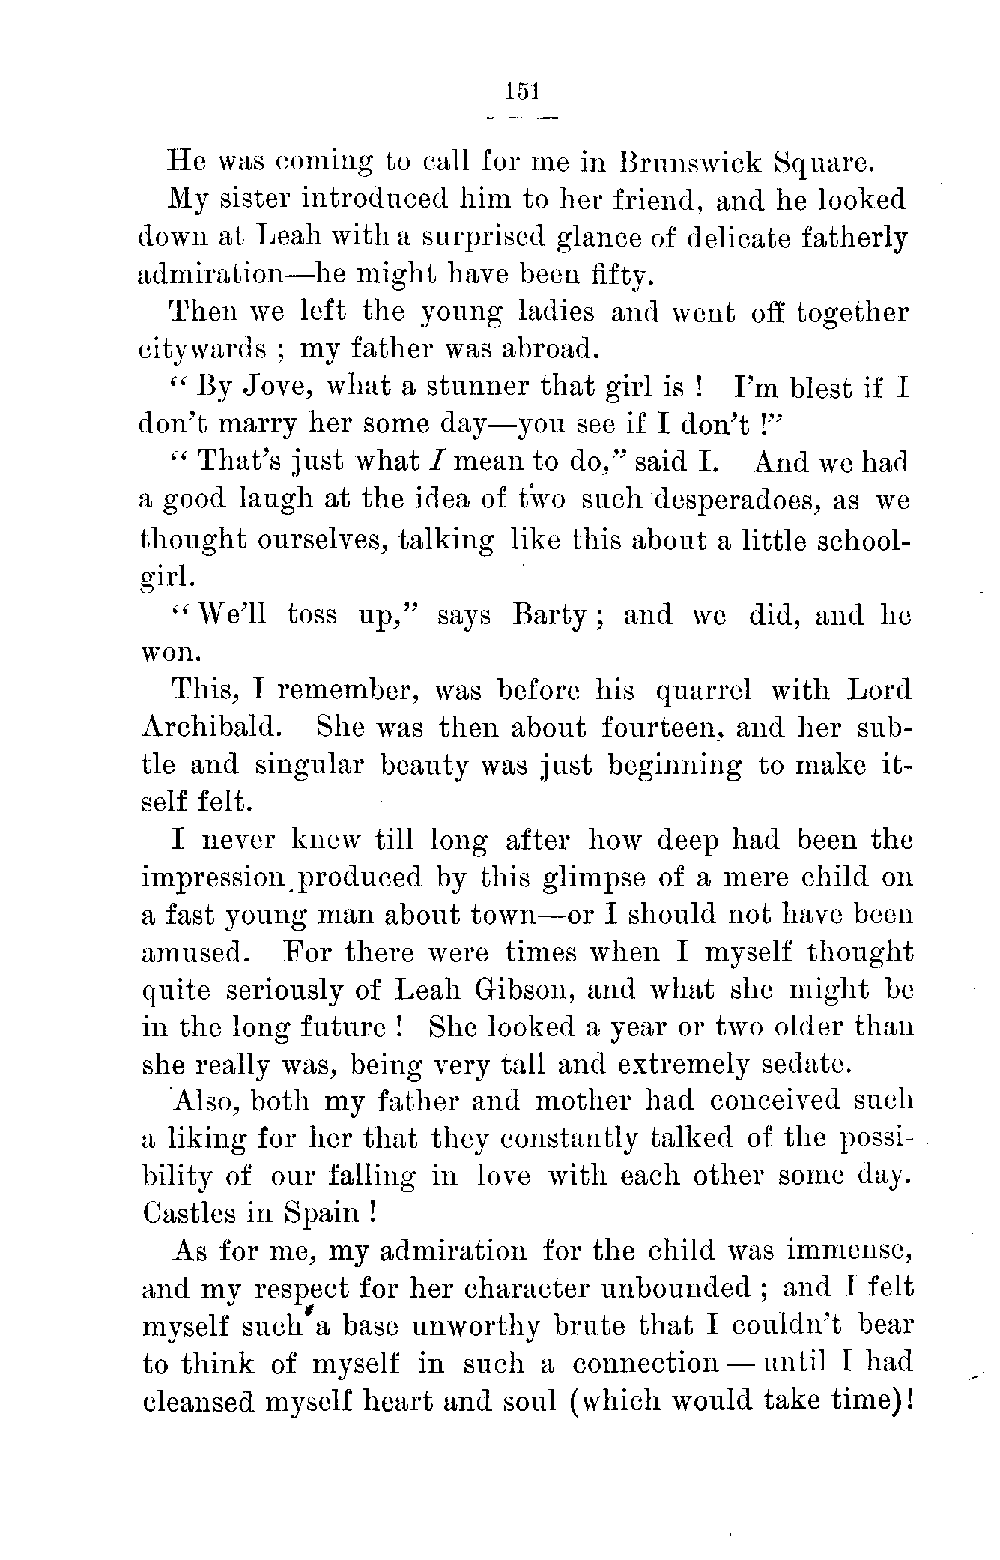 151
He was coming to call for me in Brunswick Square.
My sister introduced him to her friend, and he looked
down at Leah with a surprised glance of delicate fatherly
admiration—he might have been fifty.
Then we left the young ladies and went off together
citywards ; my father was abroad.
“ By Jove, what a stunner that girl is ! I’m blest if I
don’t marry her some day—you see if I don’t !”
“ That’s just what I mean to do,” said I. And we had
a good laugh at the idea of two such desperadoes, as we
thought ourselves, talking like this about a little school-
girl.
“ We’ll toss up,” says Barty ; and we did, and he
won.
This, I remember, was before his quarrel with Lord
Archibald. She was then about fourteen, and her sub-
tle and singular beauty was just beginning to make it-
self felt.
I never knew till long after how deep had been the
impression produced by this glimpse of a mere child on
a fast young man about town—or I should not have been
amused. For there were times when I myself thought
quite seriously of Leah Gibson, and what she might be
in the long future ! She looked a year or two older than
she really was, being very tall and extremely sedate.
Also, both my father and mother had conceived such
a liking for her that they constantly talked of the possi-
bility of our falling in love with each other some day.
Castles in Spain !
As for me, my admiration for the child was immense,
and my respect for her character unbounded ; and I felt
myself such a base unworthy brute that I couldn’t bear
to think of myself in such a connection — until I had
cleansed myself heart and soul (which would take time)!